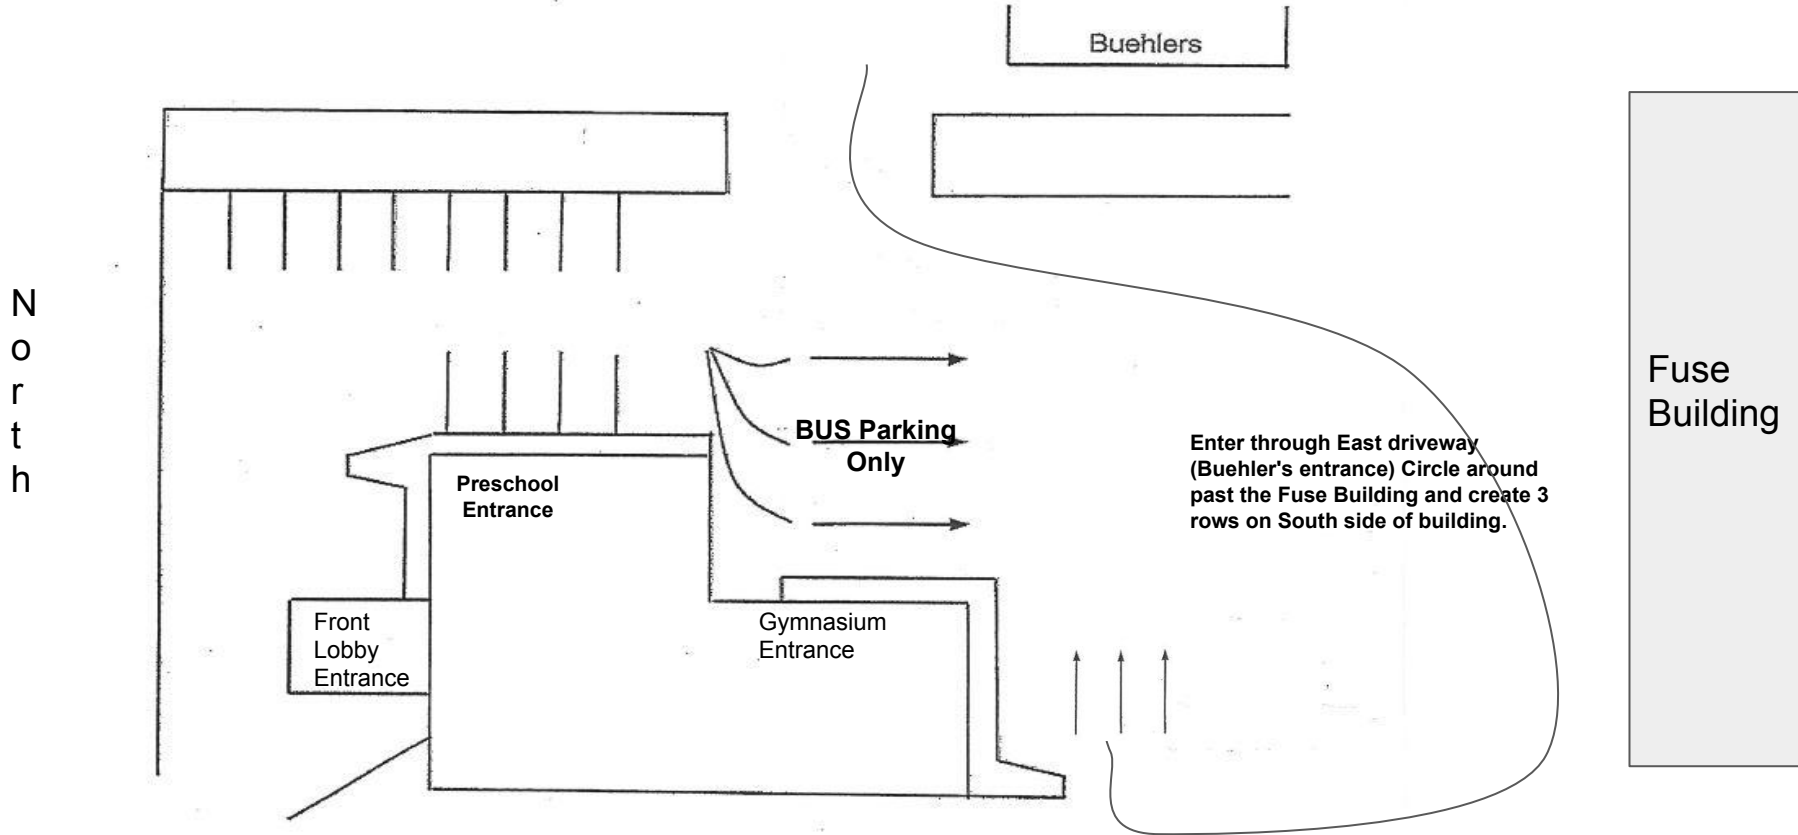 Buehlers
N
o
r
t
h
Fuse
Building
BUS Parking
Only
Enter through East driveway
(Buehler's entrance) Circle around
past the Fuse Building and create 3
rows on South side of building.
Preschool
Entrance
Front
Lobby
Entrance
Gymnasium
Entrance